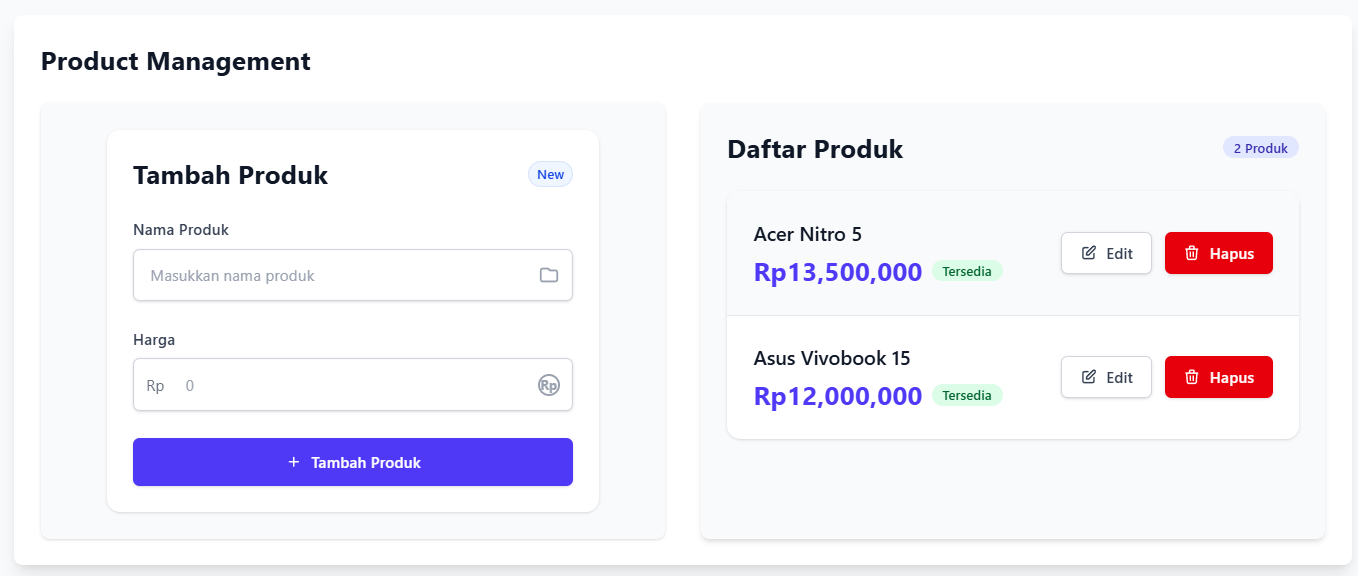 Product Management
Tambah Produk
New
Nama Produk
Masukkan nama produk
Harga
Rp 0
Rp
+ Tambah Produk
Daftar Produk
2 Produk
Acer Nitro 5
Rp13,500,000 Tersedia
Edit
Hapus
Asus Vivobook 15
Rp12,000,000 Tersedia
Edit
Hapus